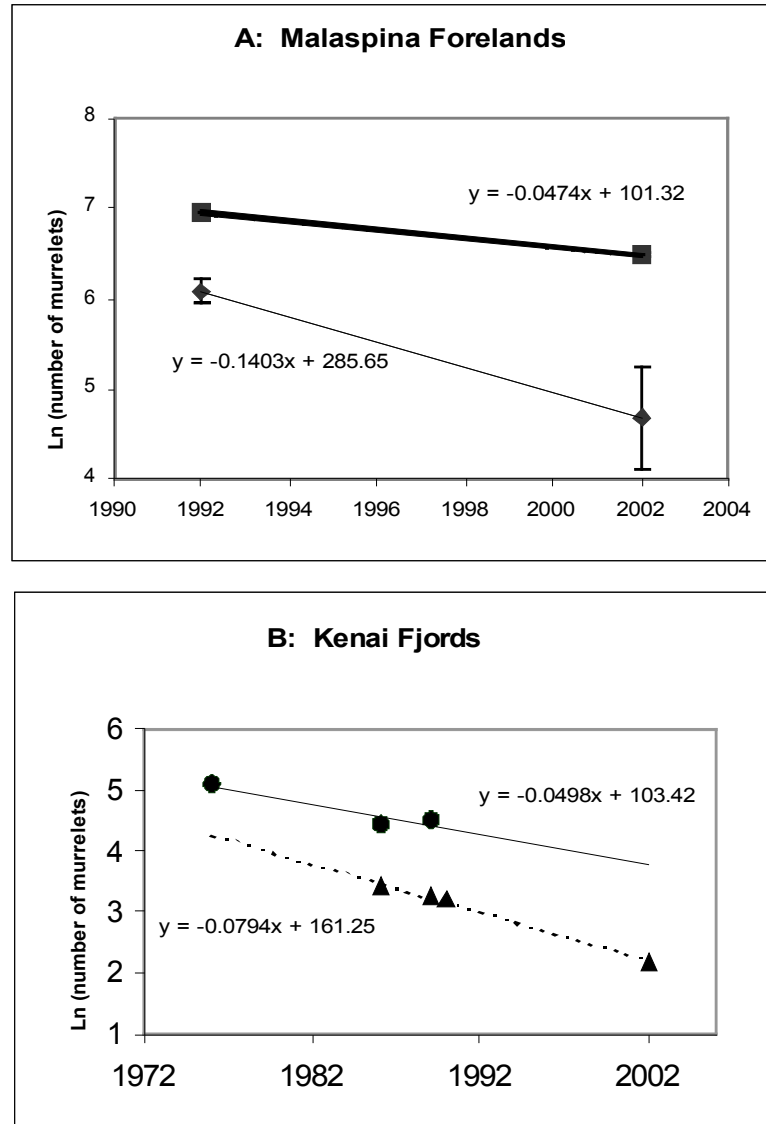 A: Malaspina Forelands
8
7
6
5
4
Ln (number of murrelets)
y = -0.0474x + 101.32
y = -0.1403x + 285.65
1990 1992 1994 1996 1998 2000 2002 2004
B: Kenai Fjords
6
5
4
3
2
1
Ln (number of murrelets)
y = -0.0498x + 103.42
y = -0.0794x + 161.25
1972 1982 1992 2002